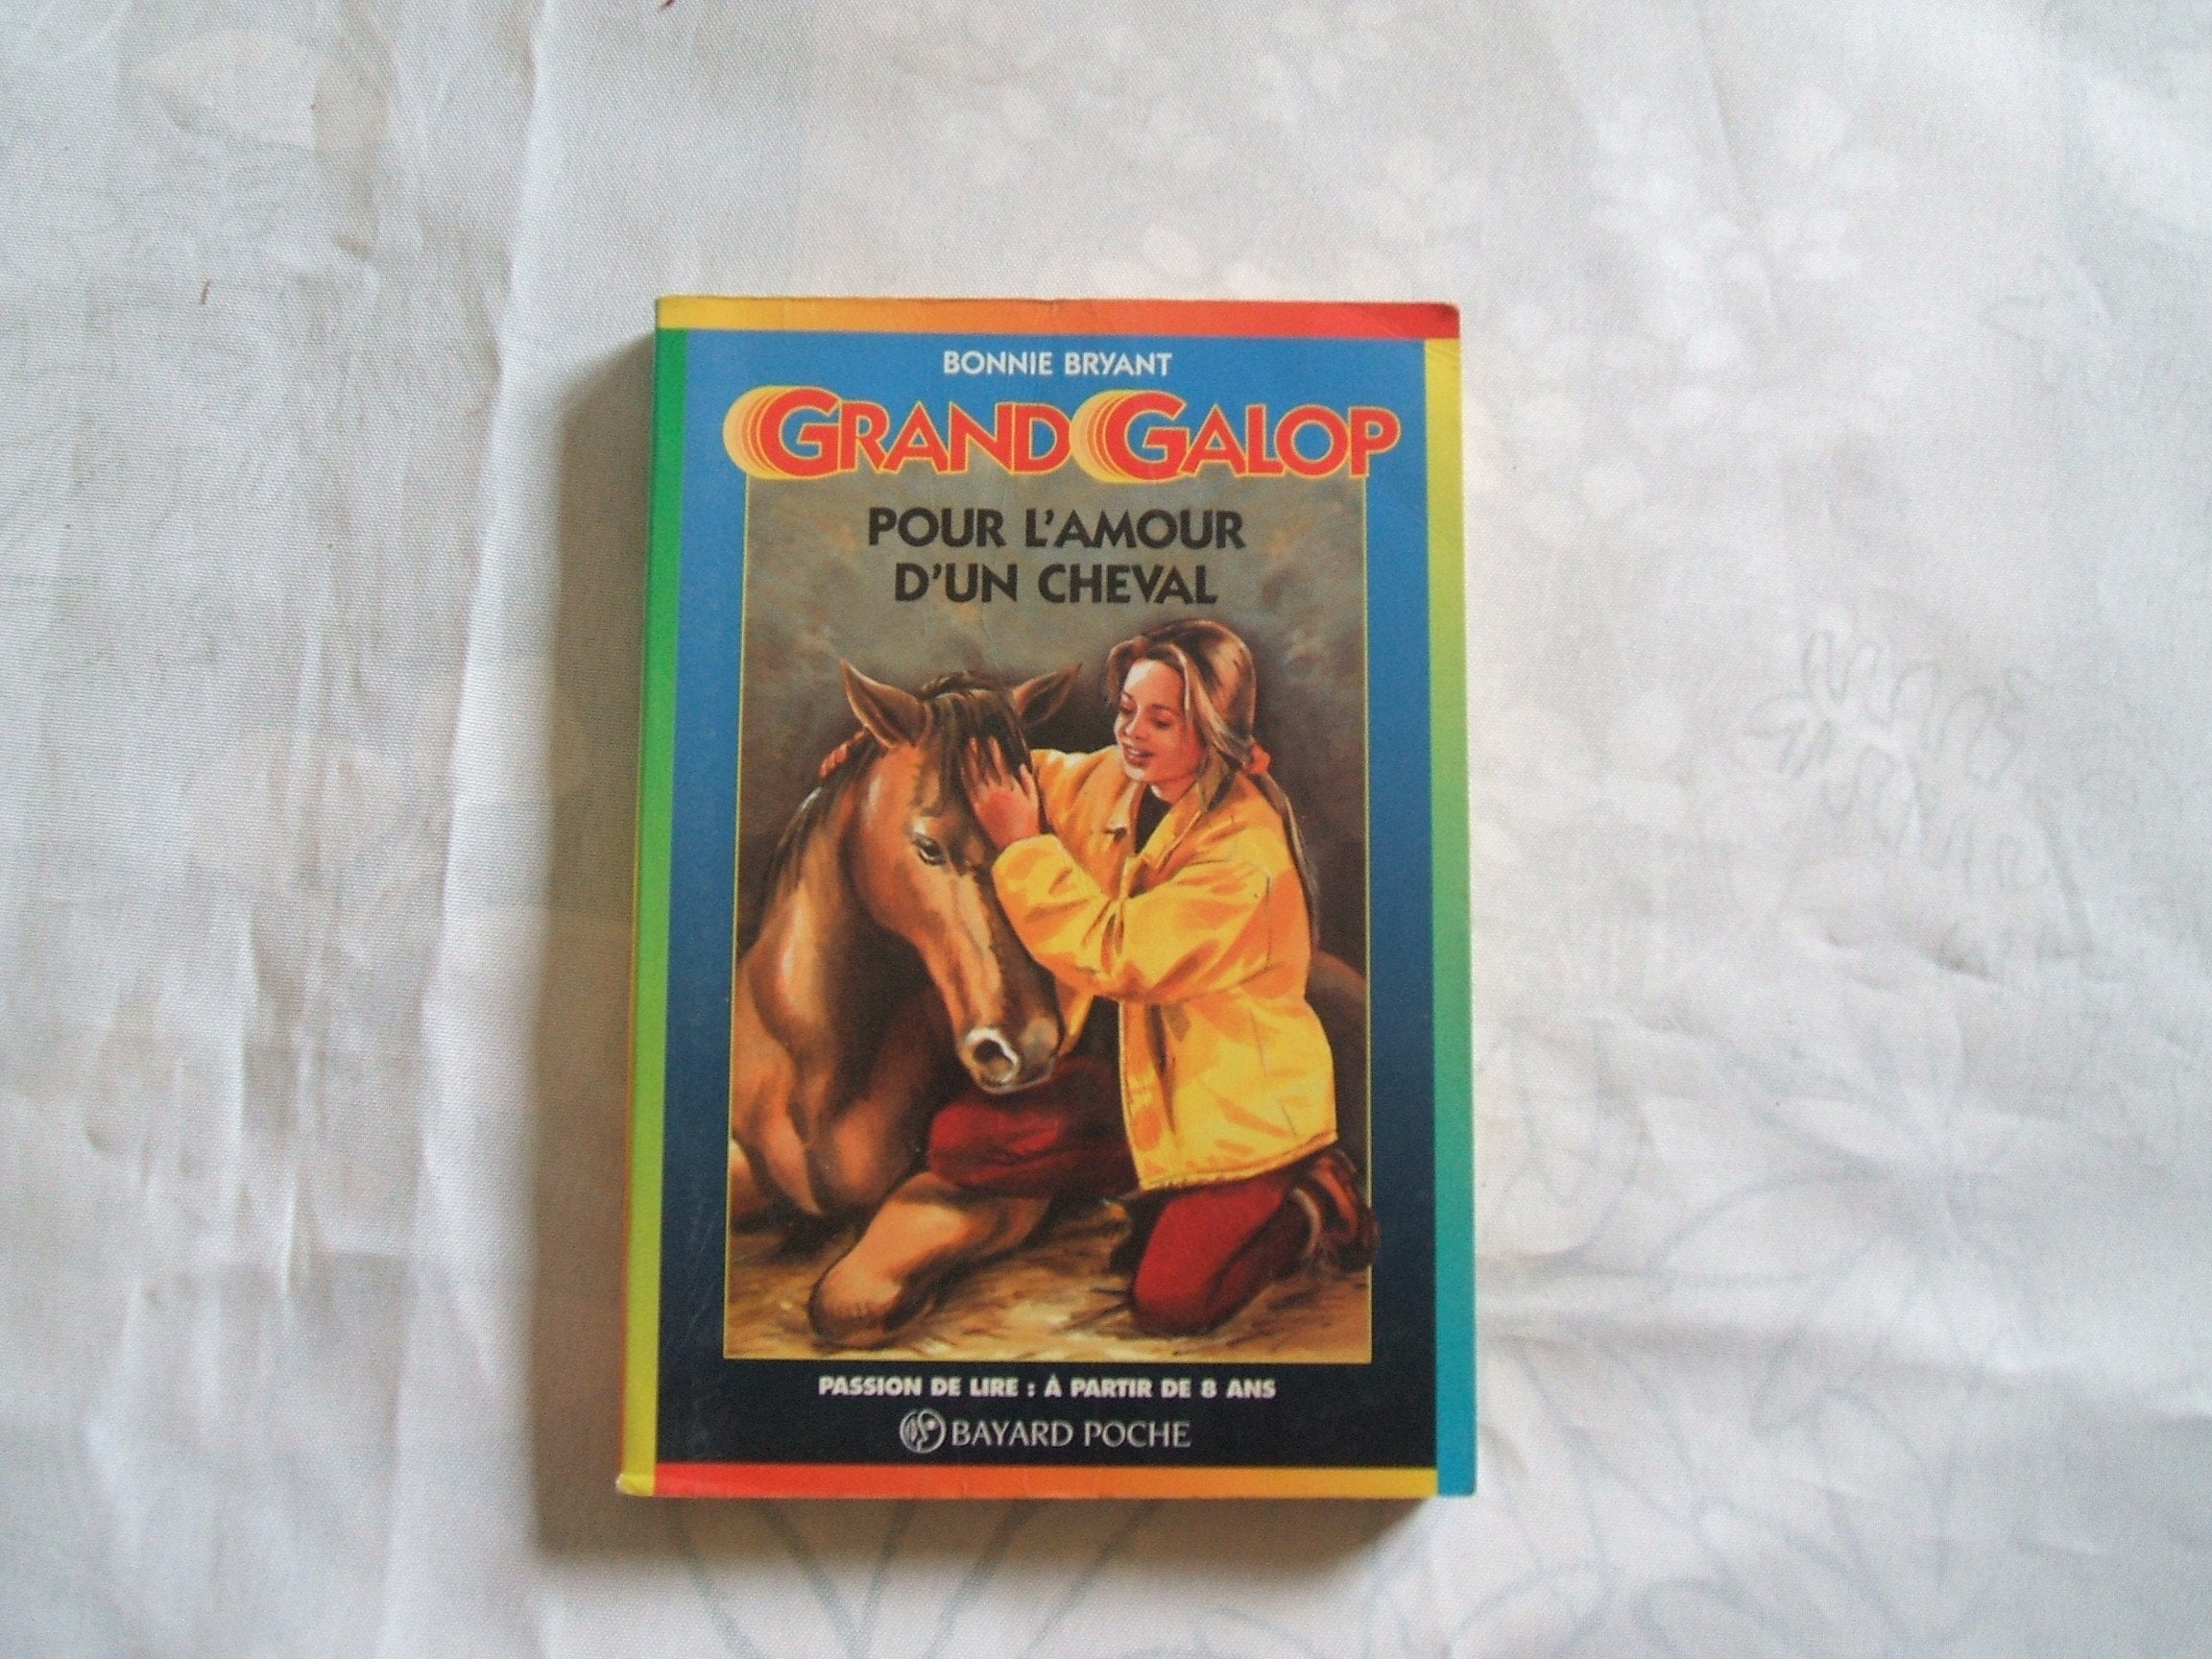 BONNIE BRYANT
GRAND GALOP
POUR L'AMOUR
D'UN CHEVAL
PASSION DE LIRE : À PARTIR DE 8 ANS
BAYARD POCHE